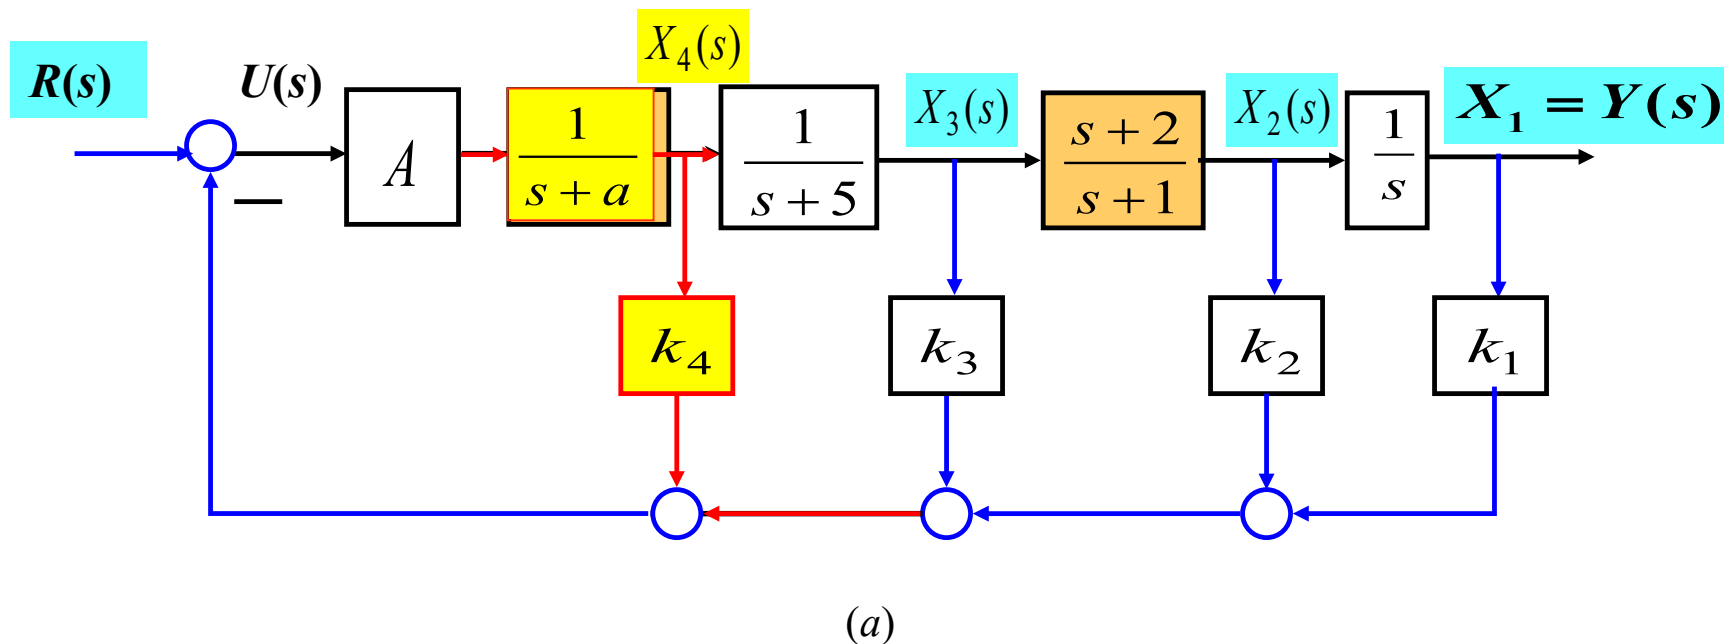 X₄(s)
R(s) U(s) X₃(s) X₂(s) X₁ = Y(s)
− A 1/(s + a) 1/(s + 5) (s + 2)/(s + 1) 1/s
k₄ k₃ k₂ k₁
(a)